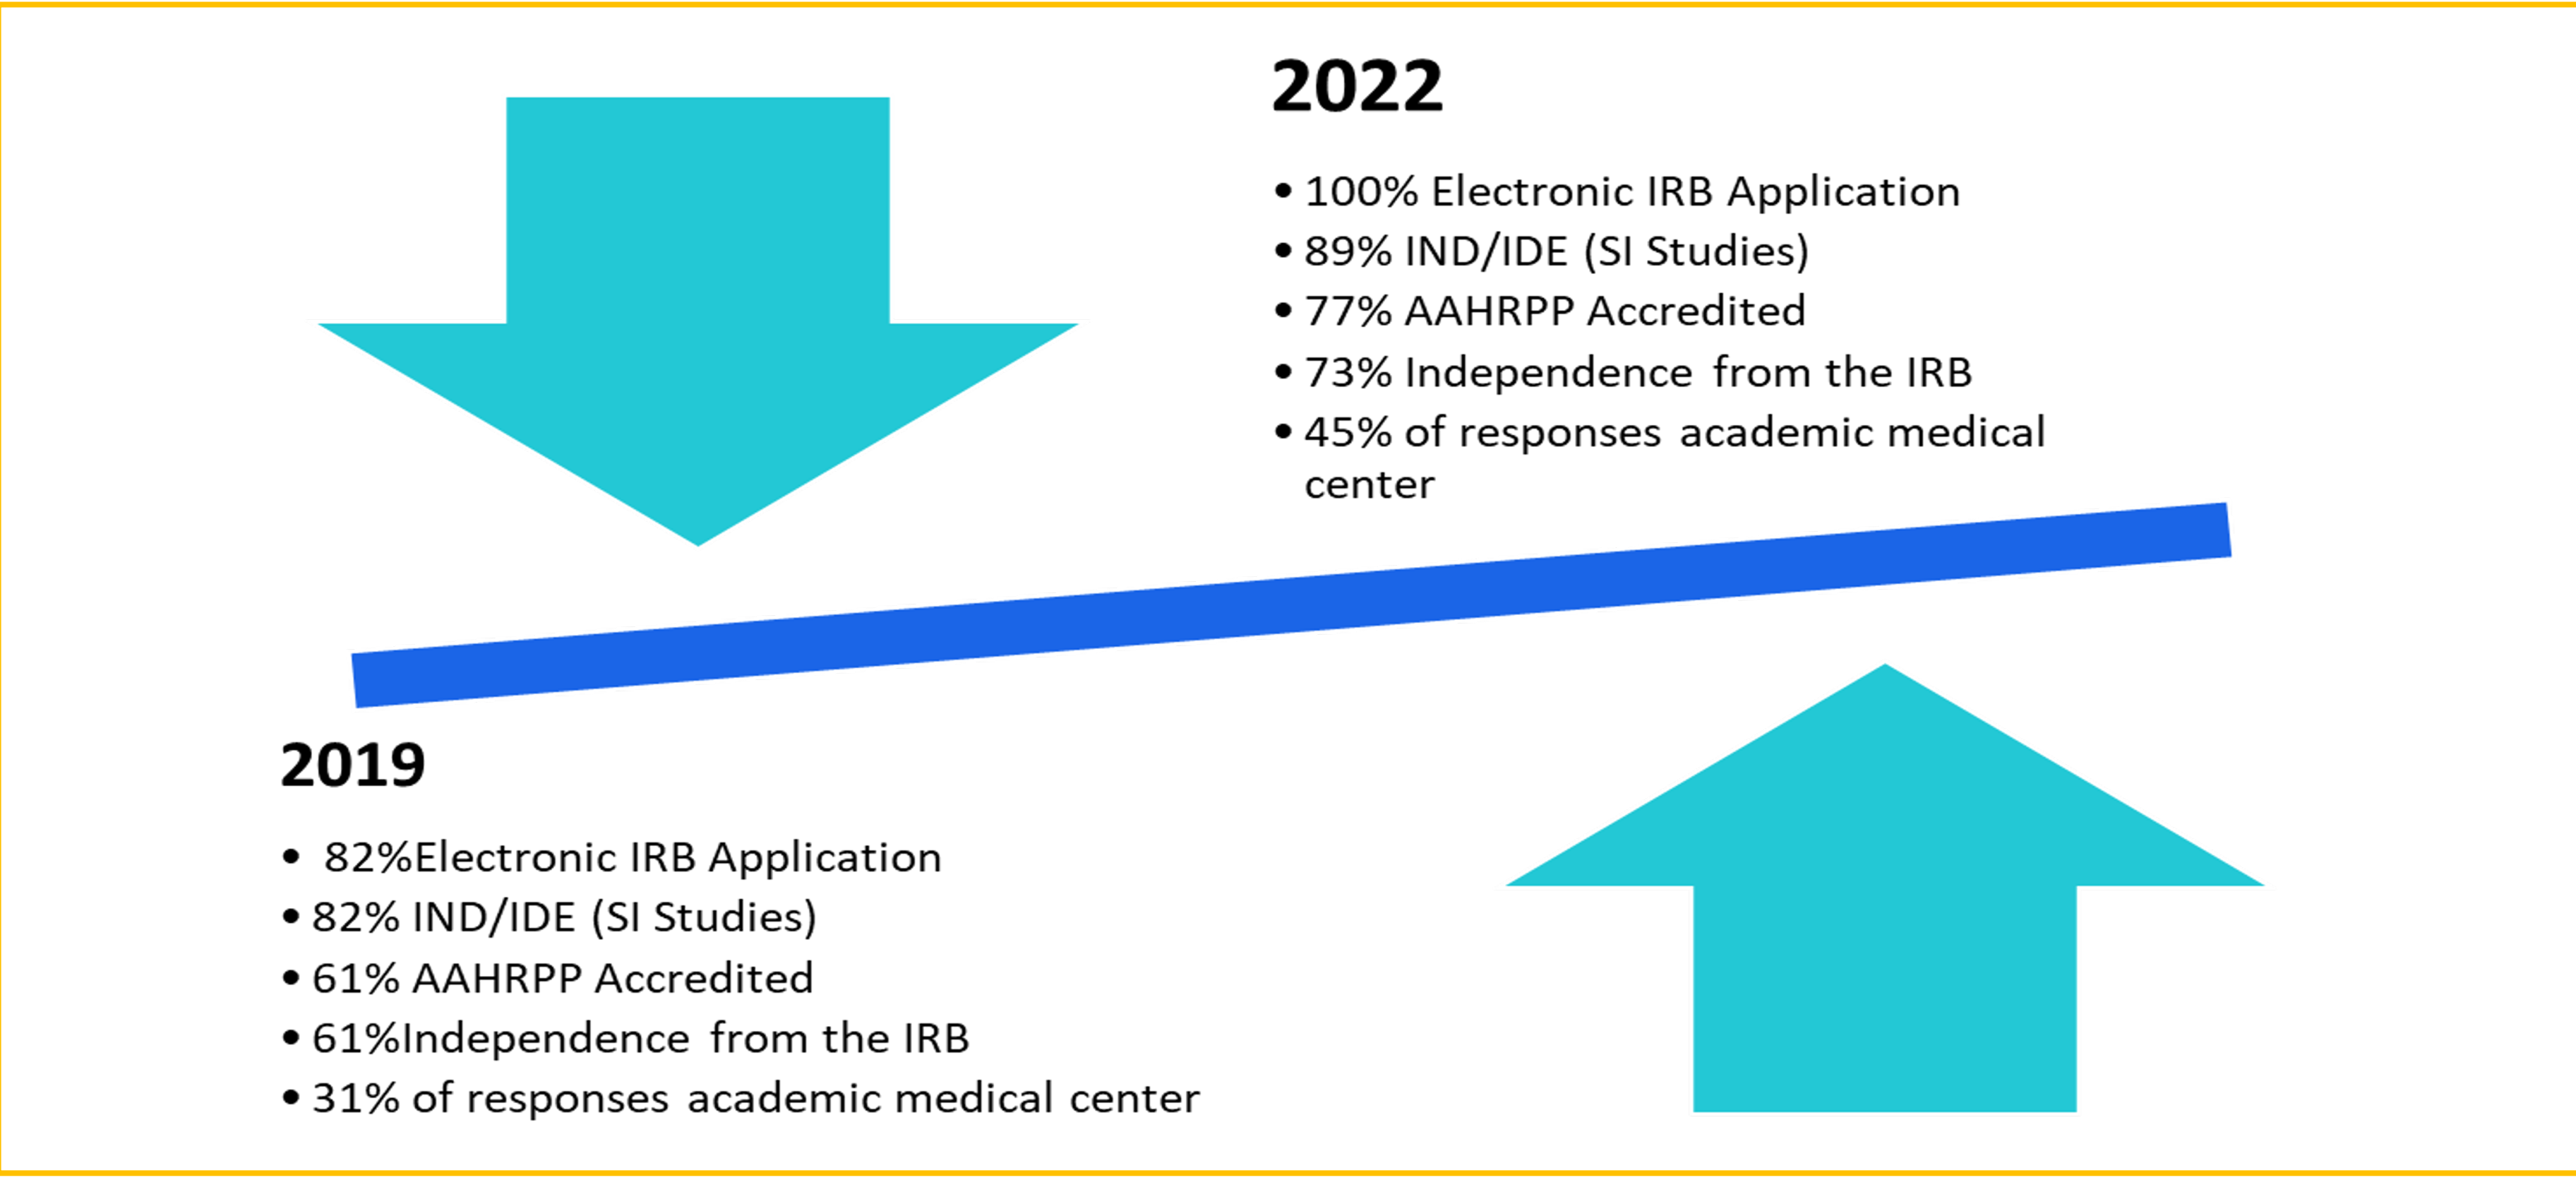 2022
• 100% Electronic IRB Application
• 89% IND/IDE (SI Studies)
• 77% AAHRPP Accredited
• 73% Independence from the IRB
• 45% of responses academic medical
center
2019
• 82%Electronic IRB Application
• 82% IND/IDE (SI Studies)
• 61% AAHRPP Accredited
• 61%Independence from the IRB
• 31% of responses academic medical center